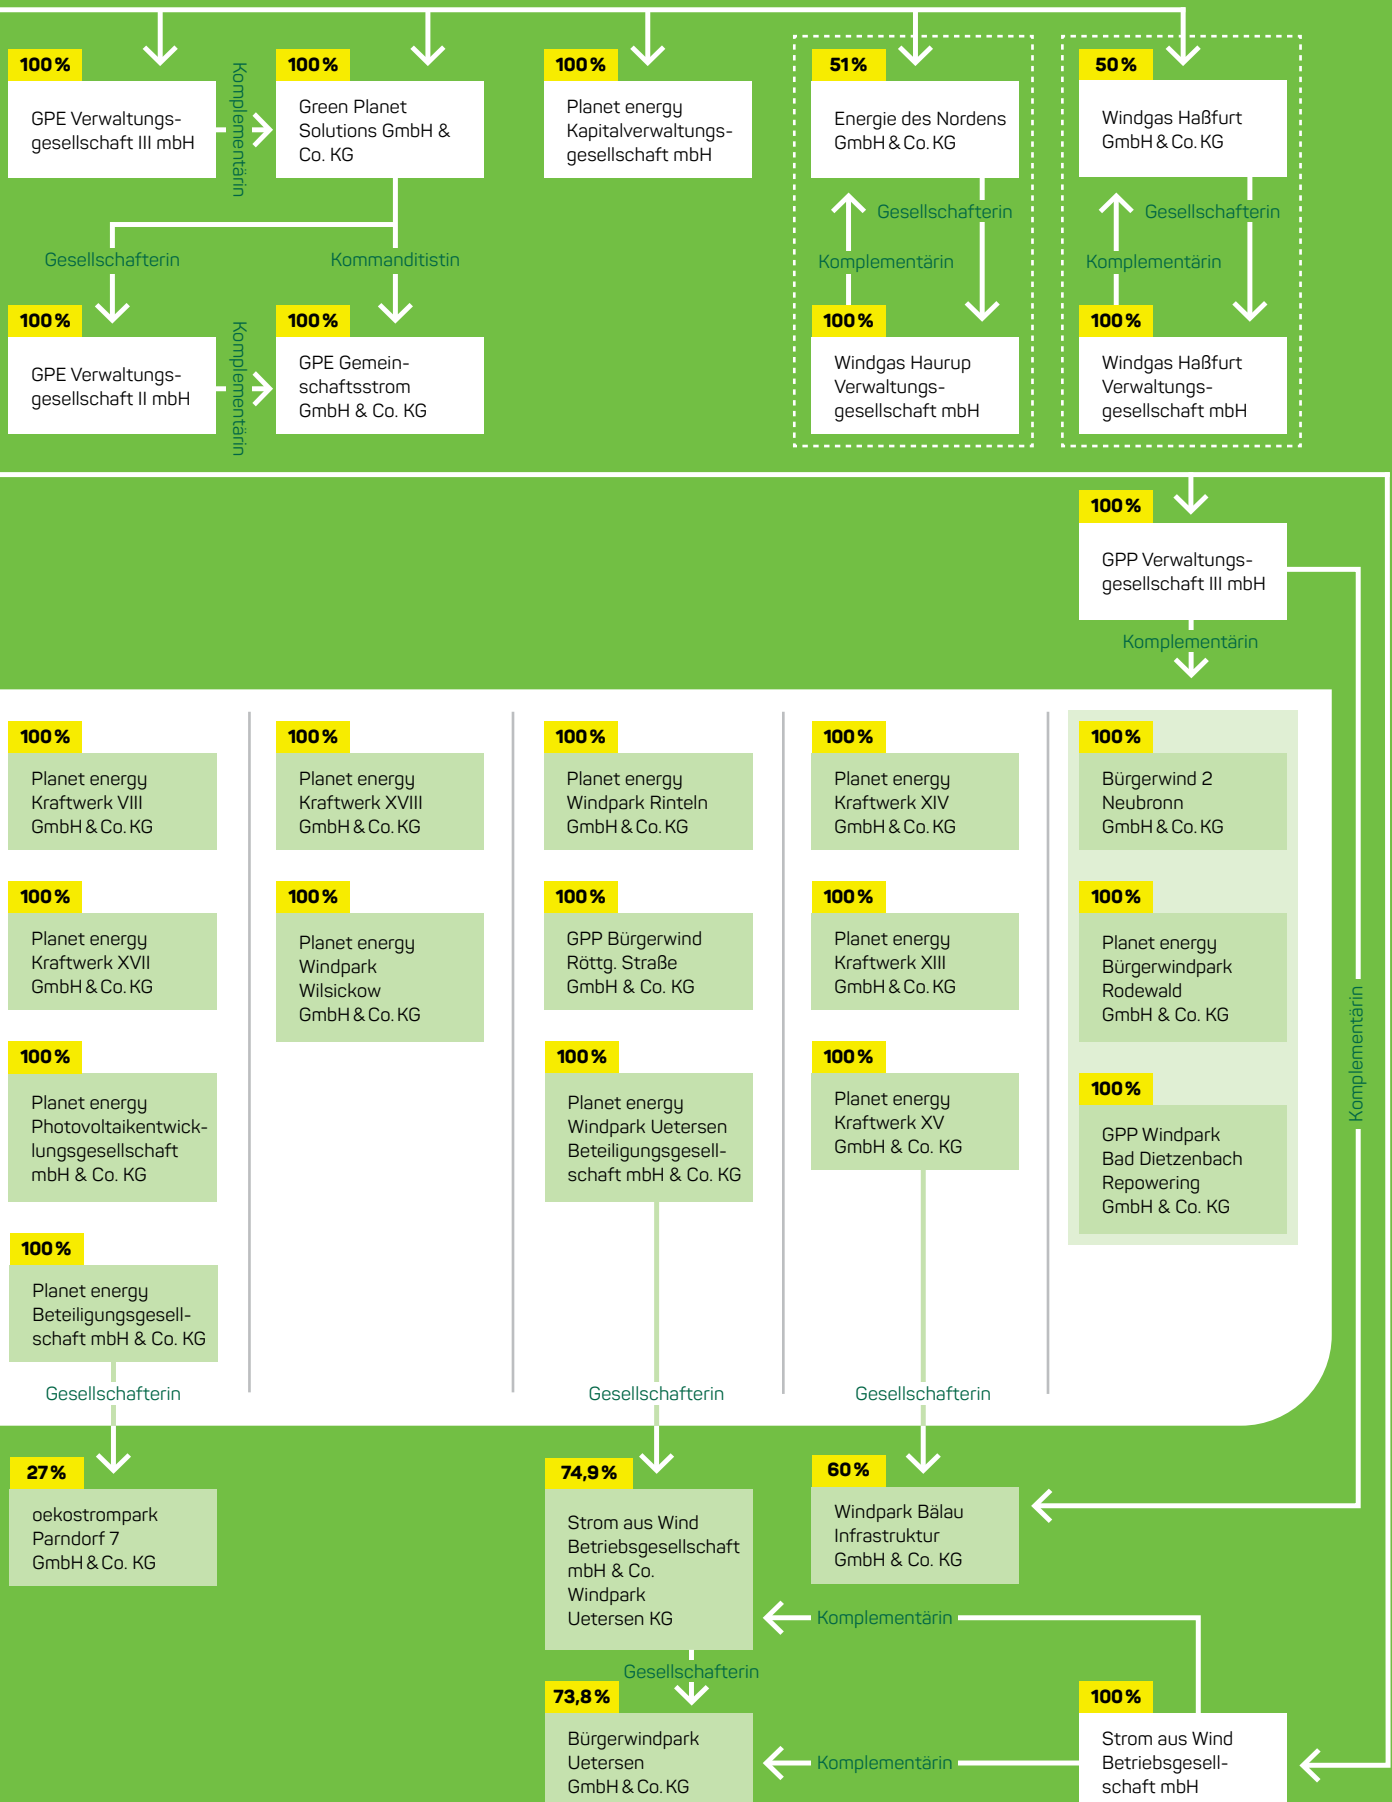 100 %
GPE Verwaltungs-
gesellschaft III mbH
Komplementärin
100 %
Green Planet
Solutions GmbH &
Co. KG
100 %
Planet energy
Kapitalverwaltungs-
gesellschaft mbH
51 %
Energie des Nordens
GmbH & Co. KG
50 %
Windgas Haßfurt
GmbH & Co. KG
Gesellschafterin
Kommanditistin
Gesellschafterin
Komplementärin
Gesellschafterin
Komplementärin
100 %
GPE Verwaltungs-
gesellschaft II mbH
Komplementärin
100 %
GPE Gemein-
schaftsstrom
GmbH & Co. KG
100 %
Windgas Haurup
Verwaltungs-
gesellschaft mbH
100 %
Windgas Haßfurt
Verwaltungs-
gesellschaft mbH
100 %
GPP Verwaltungs-
gesellschaft III mbH
Komplementärin
Komplementärin
100 %
Planet energy
Kraftwerk VIII
GmbH & Co. KG
100 %
Planet energy
Kraftwerk XVII
GmbH & Co. KG
100 %
Planet energy
Photovoltaikentwick-
lungsgesellschaft
mbH & Co. KG
100 %
Planet energy
Beteiligungsgesell-
schaft mbH & Co. KG
Gesellschafterin
27 %
oekostrompark
Parndorf 7
GmbH & Co. KG
100 %
Planet energy
Kraftwerk XVIII
GmbH & Co. KG
100 %
Planet energy
Windpark
Wilsickow
GmbH & Co. KG
100 %
Planet energy
Windpark Rinteln
GmbH & Co. KG
100 %
GPP Bürgerwind
Röttg. Straße
GmbH & Co. KG
100 %
Planet energy
Windpark Uetersen
Beteiligungsgesell-
schaft mbH & Co. KG
Gesellschafterin
74,9 %
Strom aus Wind
Betriebsgesellschaft
mbH & Co.
Windpark
Uetersen KG
Gesellschafterin
73,8 %
Bürgerwindpark
Uetersen
GmbH & Co. KG
100 %
Planet energy
Kraftwerk XIV
GmbH & Co. KG
100 %
Planet energy
Kraftwerk XIII
GmbH & Co. KG
100 %
Planet energy
Kraftwerk XV
GmbH & Co. KG
Gesellschafterin
60 %
Windpark Bälau
Infrastruktur
GmbH & Co. KG
Komplementärin
Komplementärin
100 %
Bürgerwind 2
Neubronn
GmbH & Co. KG
100 %
Planet energy
Bürgerwindpark
Rodewald
GmbH & Co. KG
100 %
GPP Windpark
Bad Dietzenbach
Repowering
GmbH & Co. KG
100 %
Strom aus Wind
Betriebsgesell-
schaft mbH